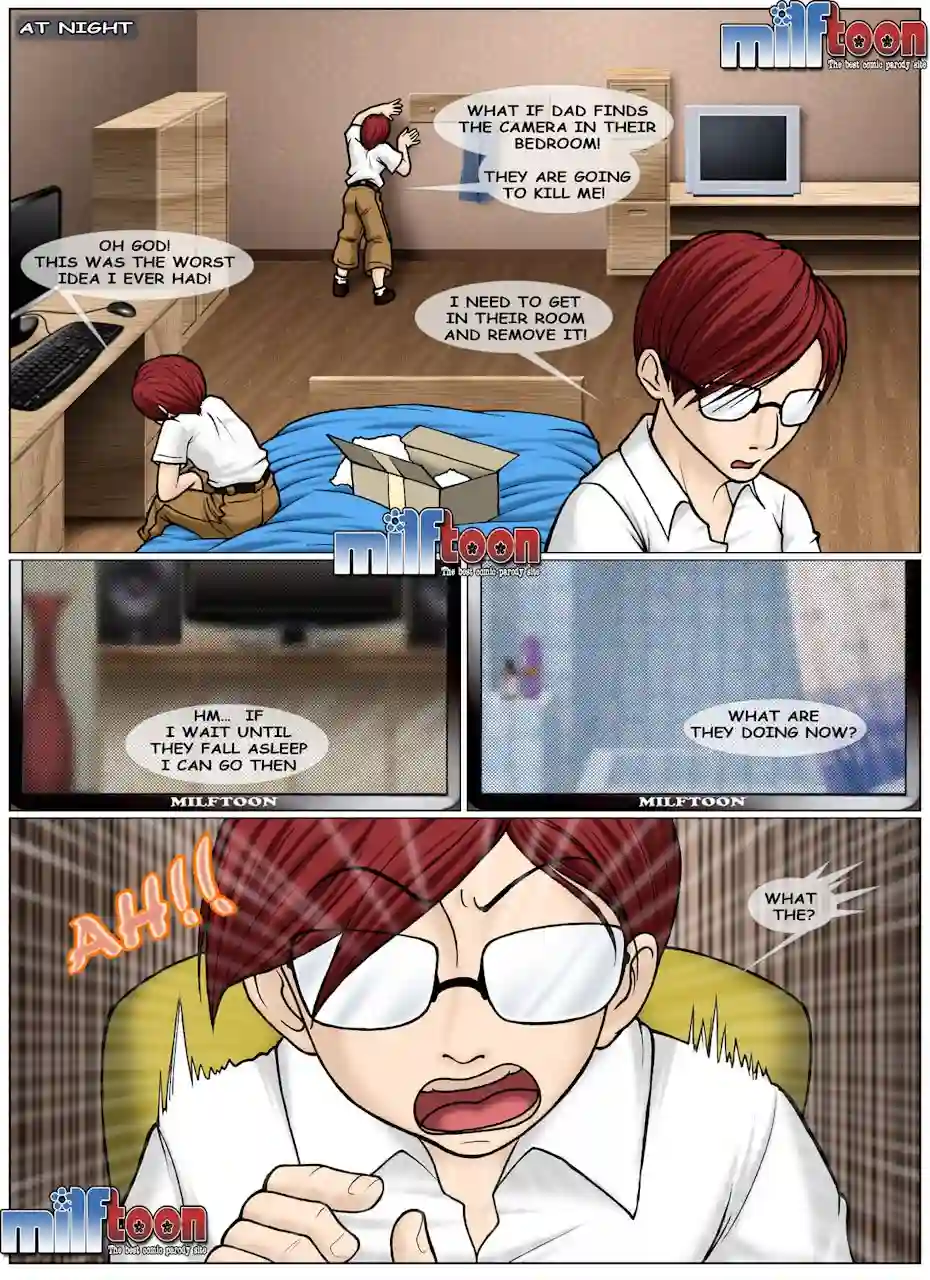 AT NIGHT
milftoon
The best comic parody site
WHAT IF DAD FINDS
THE CAMERA IN THEIR
BEDROOM!
THEY ARE GOING
TO KILL ME!
OH GOD!
THIS WAS THE WORST
IDEA I EVER HAD!
I NEED TO GET
IN THEIR ROOM
AND REMOVE IT!
milftoon
The best comic parody site
HM... IF
I WAIT UNTIL
THEY FALL ASLEEP
I CAN GO THEN
MILFTOON
WHAT ARE
THEY DOING NOW?
MILFTOON
AH!!
WHAT
THE?
milftoon
The best comic parody site